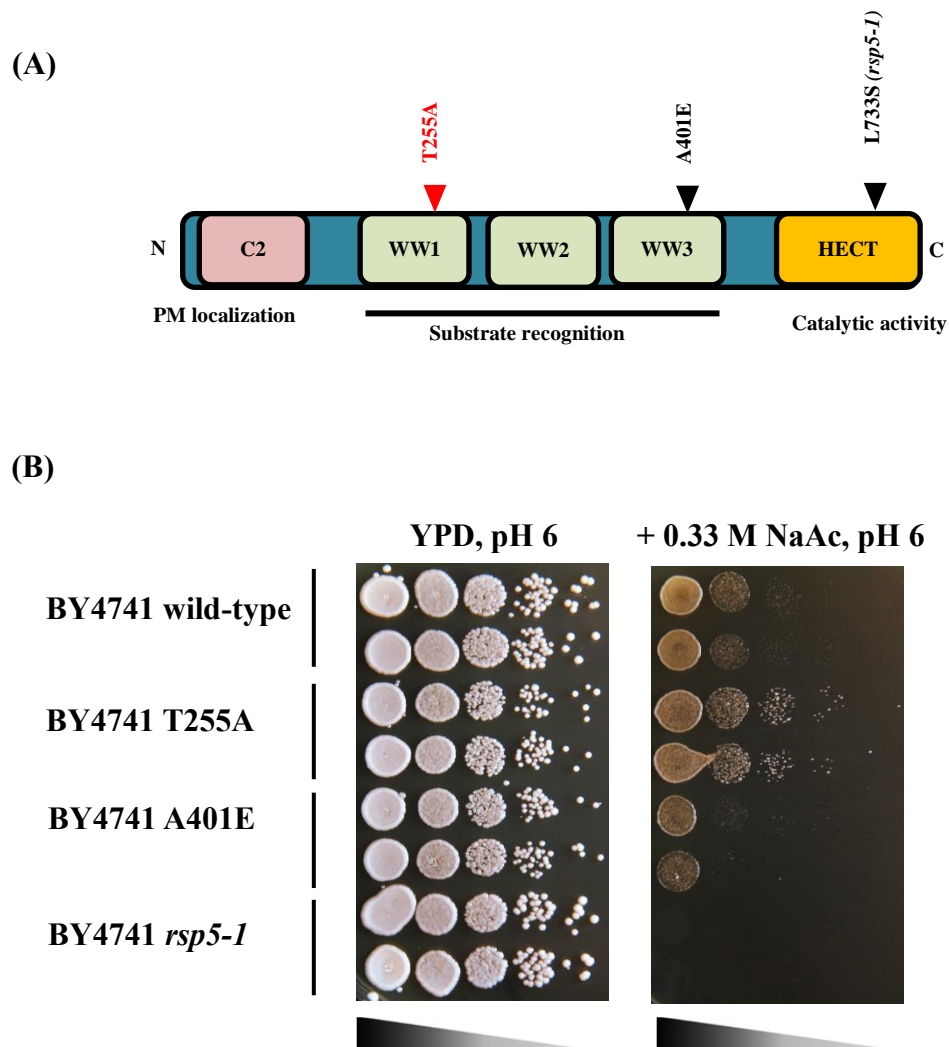 (A)
T255A
A401E
L733S (rsp5-1)
N
C2
WW1
WW2
WW3
HECT
C
PM localization
Substrate recognition
Catalytic activity
(B)
YPD, pH 6
+ 0.33 M NaAc, pH 6
BY4741 wild-type
BY4741 T255A
BY4741 A401E
BY4741 rsp5-1